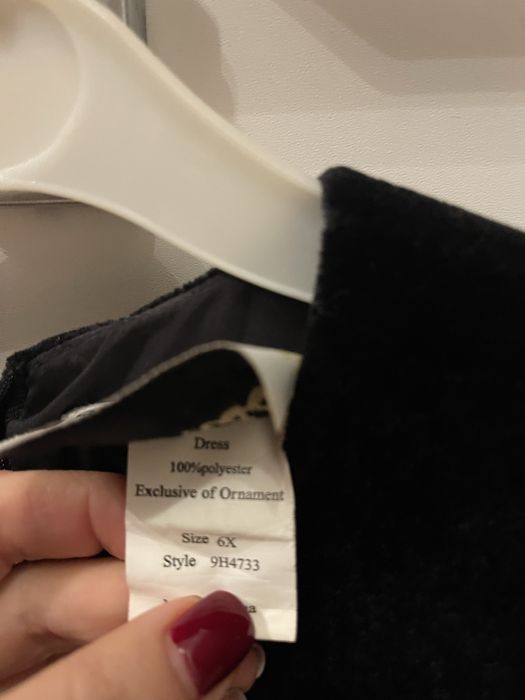 Dress
100%polyester
Exclusive of Ornament
Size 6X
Style 9H4733